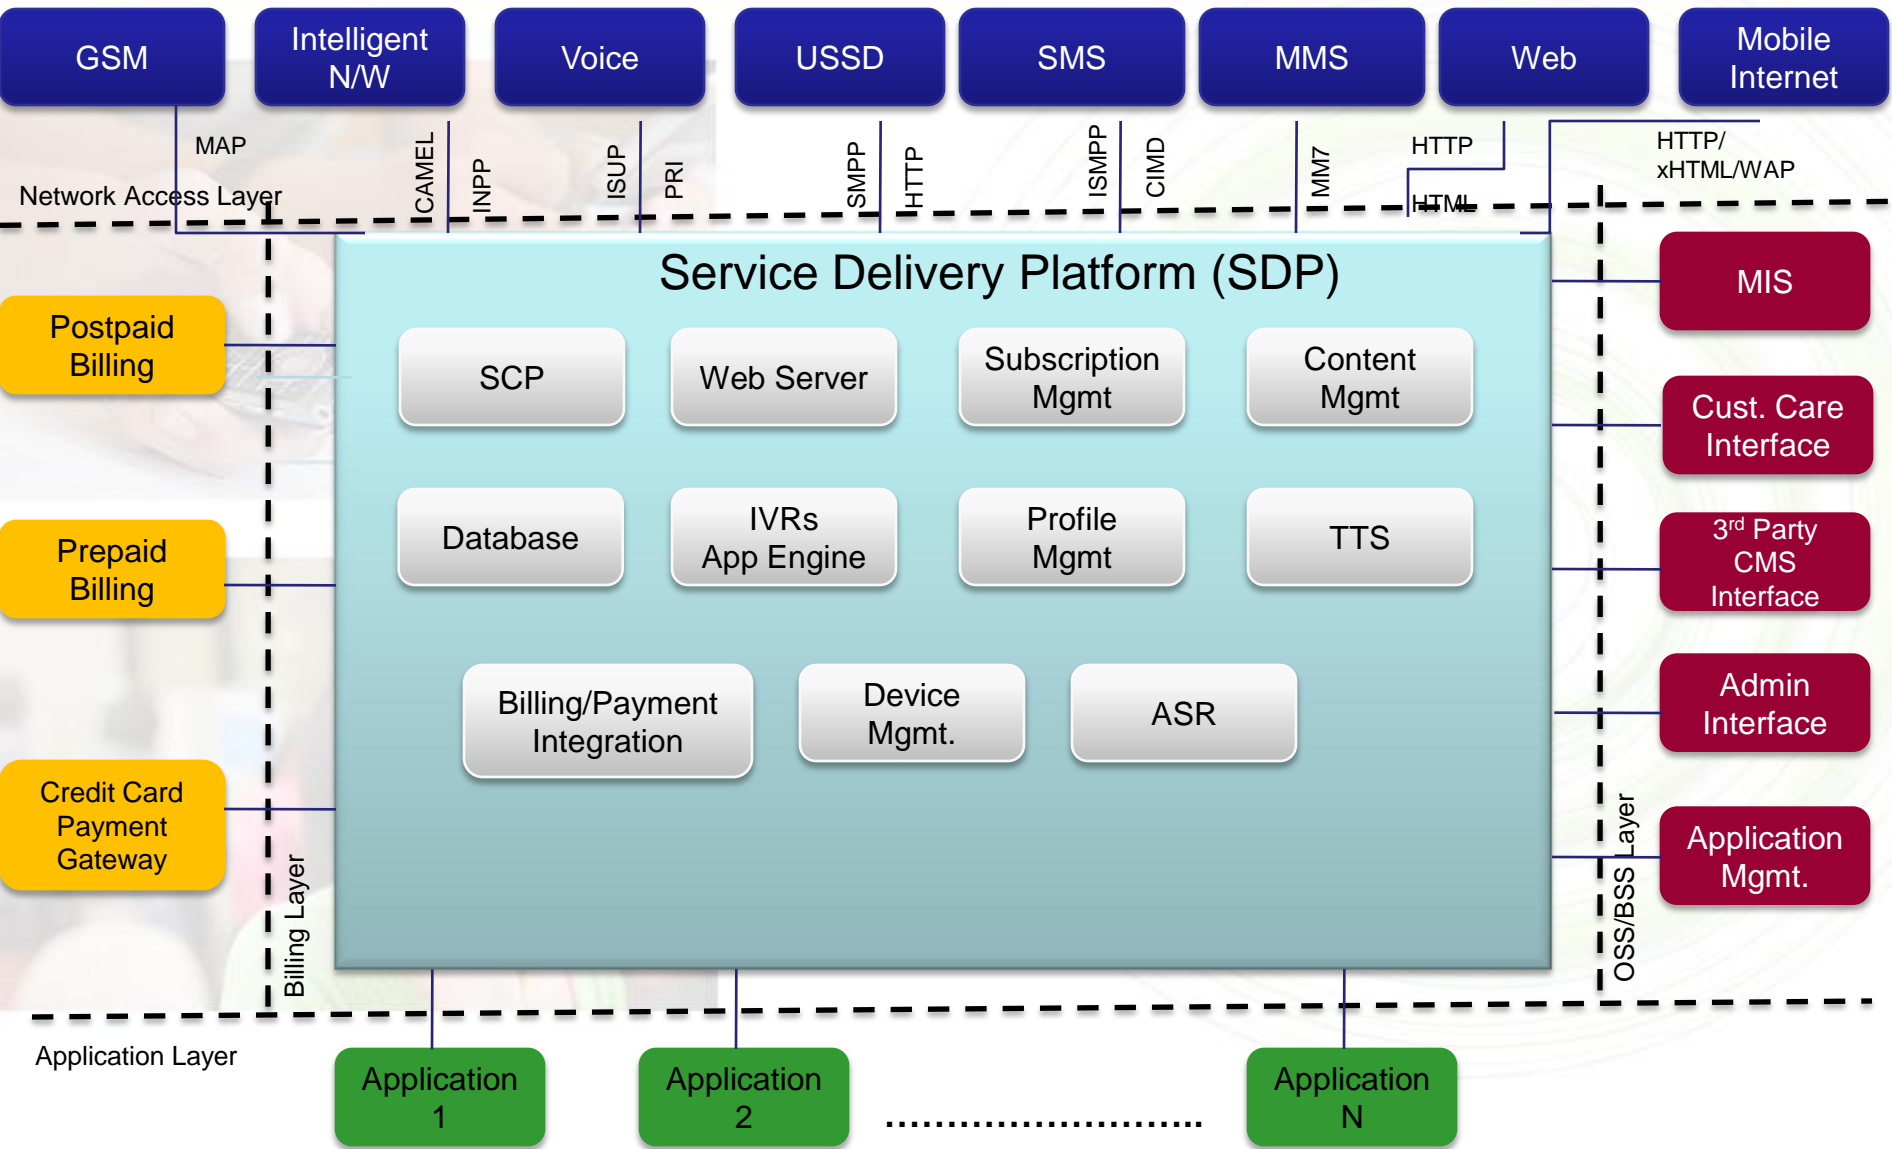 GSM
Intelligent
N/W
Voice
USSD
SMS
MMS
Web
Mobile
Internet
MAP
CAMEL
INPP
ISUP
PRI
SMPP
HTTP
ISMPP
CIMD
MM7
HTTP
HTML
HTTP/
xHTML/WAP
Network Access Layer
Service Delivery Platform (SDP)
Postpaid
Billing
Prepaid
Billing
Credit Card
Payment
Gateway
Billing Layer
SCP
Web Server
Subscription
Mgmt
Content
Mgmt
Database
IVRs
App Engine
Profile
Mgmt
TTS
Billing/Payment
Integration
Device
Mgmt.
ASR
MIS
Cust. Care
Interface
3rd Party
CMS
Interface
Admin
Interface
Application
Mgmt.
OSS/BSS Layer
Application Layer
Application
1
Application
2
............................
Application
N